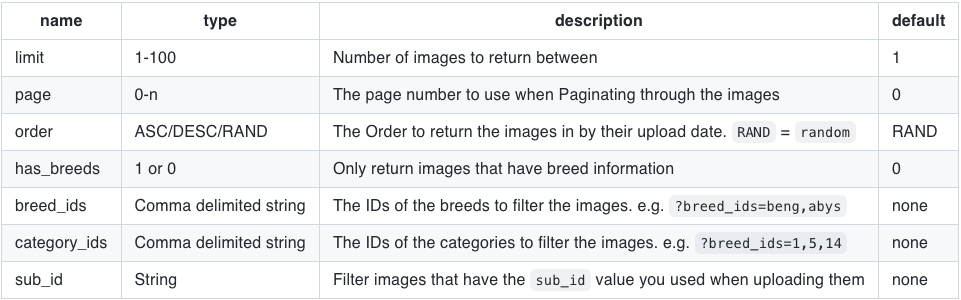 name type description default
limit 1-100 Number of images to return between 1
page 0-n The page number to use when Paginating through the images 0
order ASC/DESC/RAND The Order to return the images in by their upload date. RAND = random RAND
has_breeds 1 or 0 Only return images that have breed information 0
breed_ids Comma delimited string The IDs of the breeds to filter the images. e.g. ?breed_ids=beng,abys none
category_ids Comma delimited string The IDs of the categories to filter the images. e.g. ?breed_ids=1,5,14 none
sub_id String Filter images that have the sub_id value you used when uploading them none